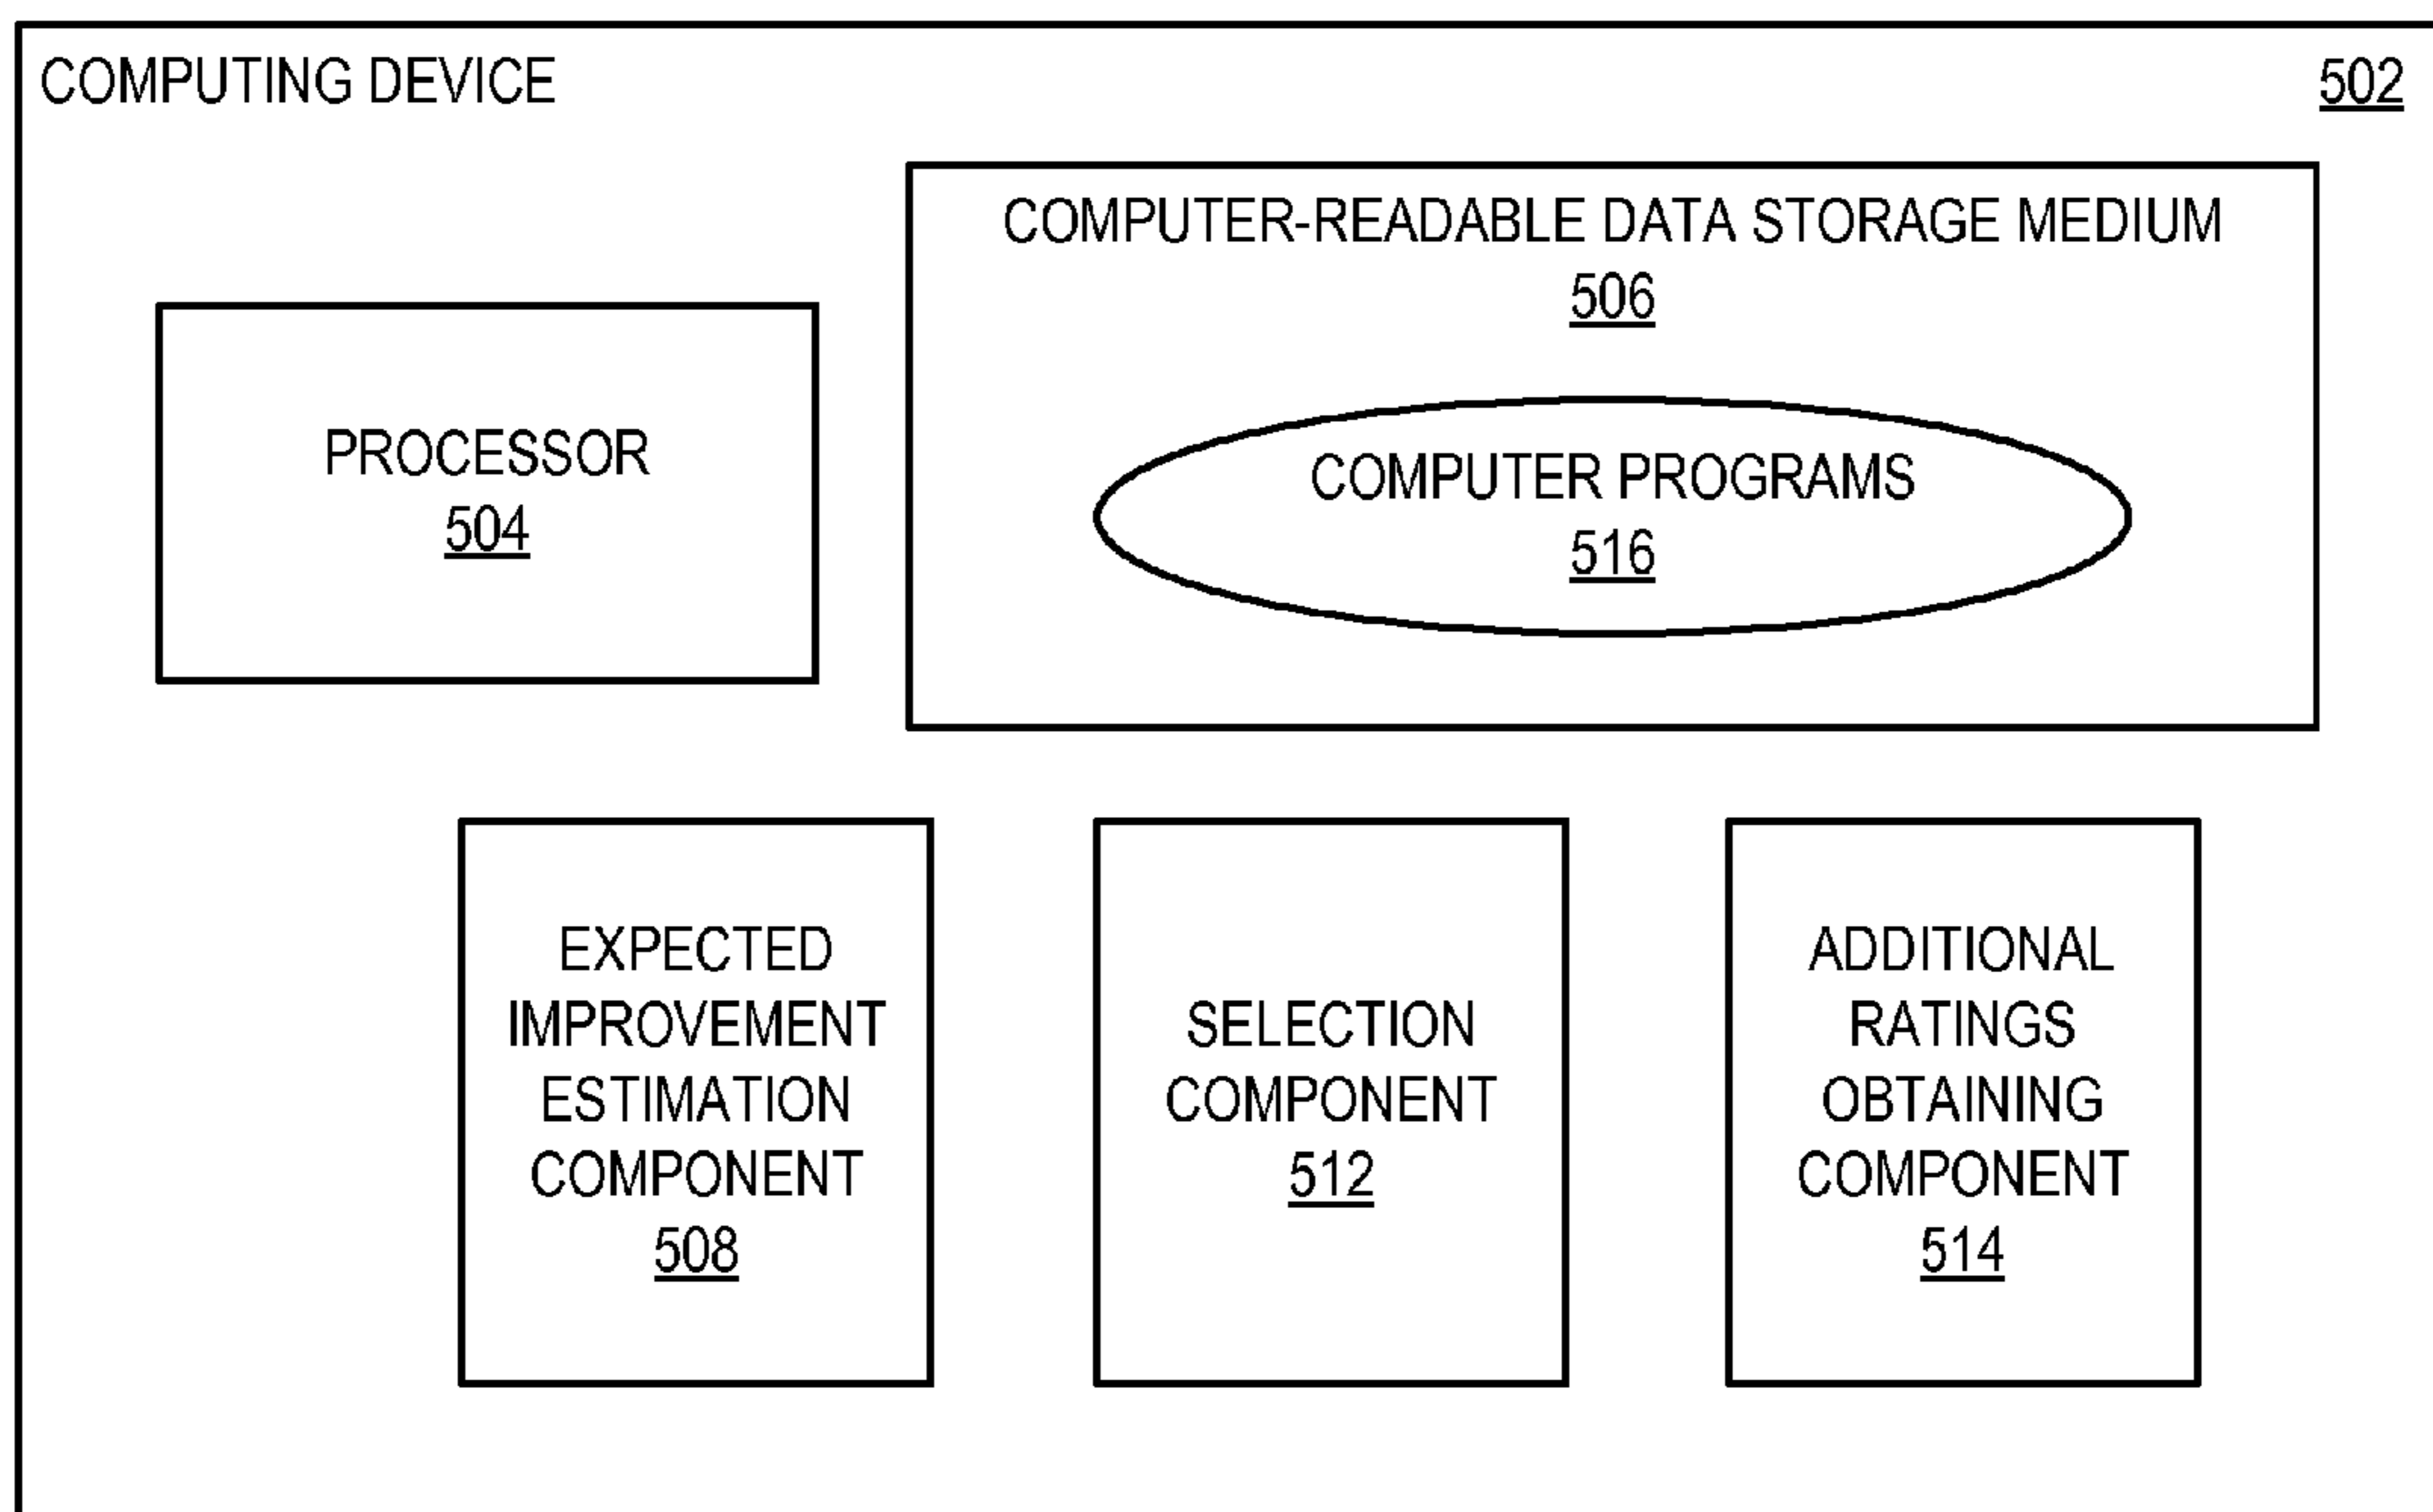 COMPUTING DEVICE
502
COMPUTER-READABLE DATA STORAGE MEDIUM
506
PROCESSOR
504
COMPUTER PROGRAMS
516
EXPECTED
IMPROVEMENT
ESTIMATION
COMPONENT
508
SELECTION
COMPONENT
512
ADDITIONAL
RATINGS
OBTAINING
COMPONENT
514